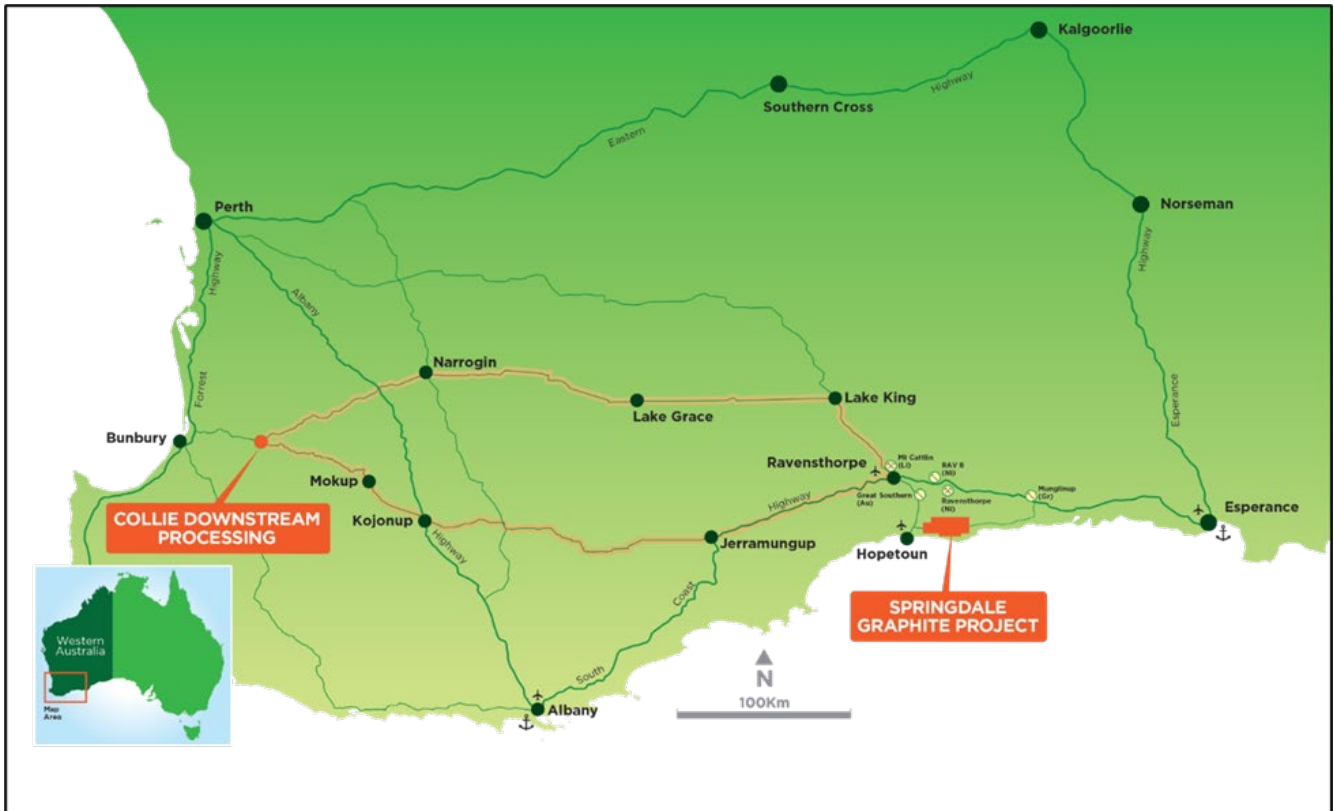 Kalgoorlie
Southern Cross
Highway
Eastern
Perth
Norseman
Highway
Highway
Albany
Narrogin
Forrest
Lake Grace
Lake King
Esperance
Bunbury
Mokup
Ravensthorpe
Mt Cattlin
(Li)
RAV 8
(Ni)
Great Southern
(Au)
Ravensthorpe
(Ni)
Munglinup
(Gr)
COLLIE DOWNSTREAM
PROCESSING
Kojonup
Highway
Highway
Jerramungup
Hopetoun
Esperance
SPRINGDALE
GRAPHITE PROJECT
Coast
South
Albany
N
100Km
Western
Australia
Map
Area